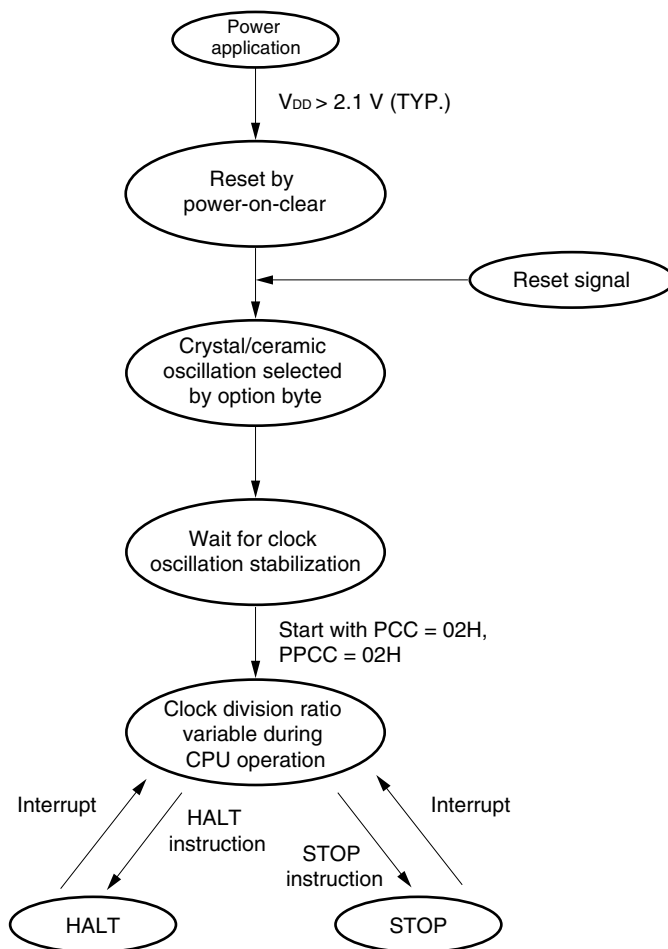 Power
application
VDD > 2.1 V (TYP.)
Reset by
power-on-clear
Reset signal
Crystal/ceramic
oscillation selected
by option byte
Wait for clock
oscillation stabilization
Start with PCC = 02H,
PPCC = 02H
Clock division ratio
variable during
CPU operation
Interrupt
HALT
instruction
STOP
instruction
Interrupt
HALT
STOP